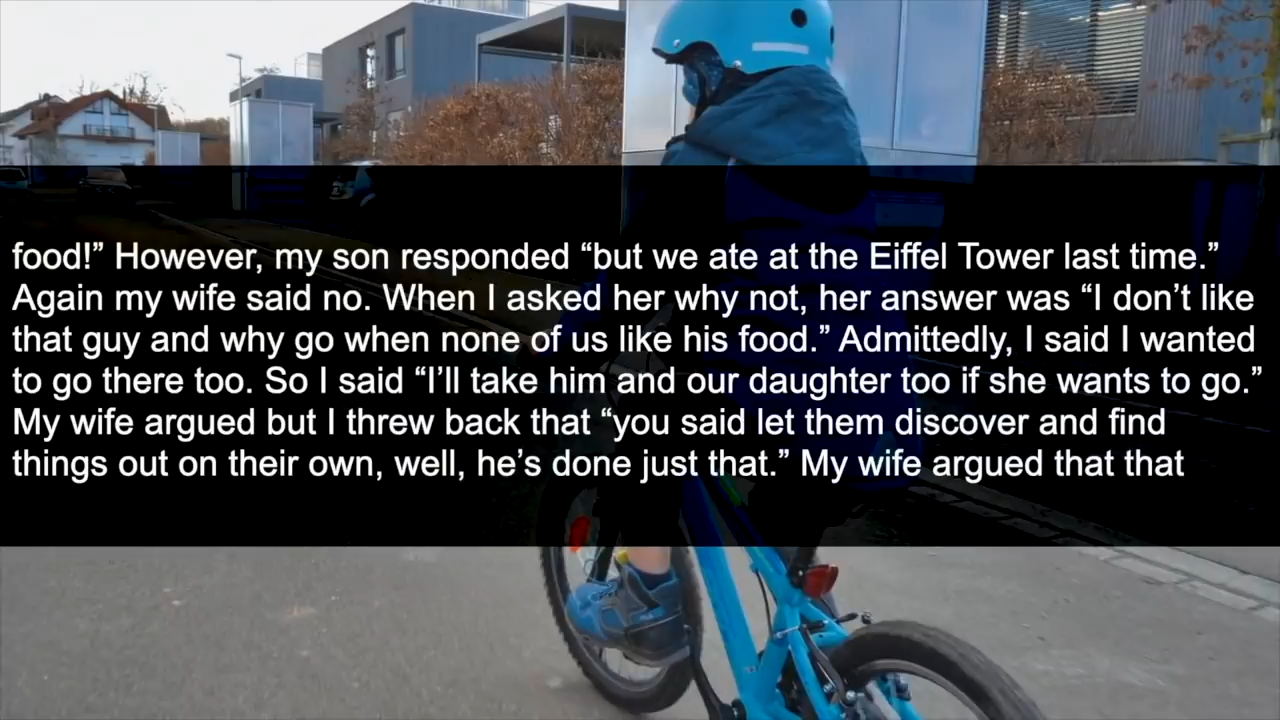 food!” However, my son responded “but we ate at the Eiffel Tower last time.”
Again my wife said no. When I asked her why not, her answer was “I don’t like
that guy and why go when none of us like his food.” Admittedly, I said I wanted
to go there too. So I said “I’ll take him and our daughter too if she wants to go.”
My wife argued but I threw back that “you said let them discover and find
things out on their own, well, he’s done just that.” My wife argued that that